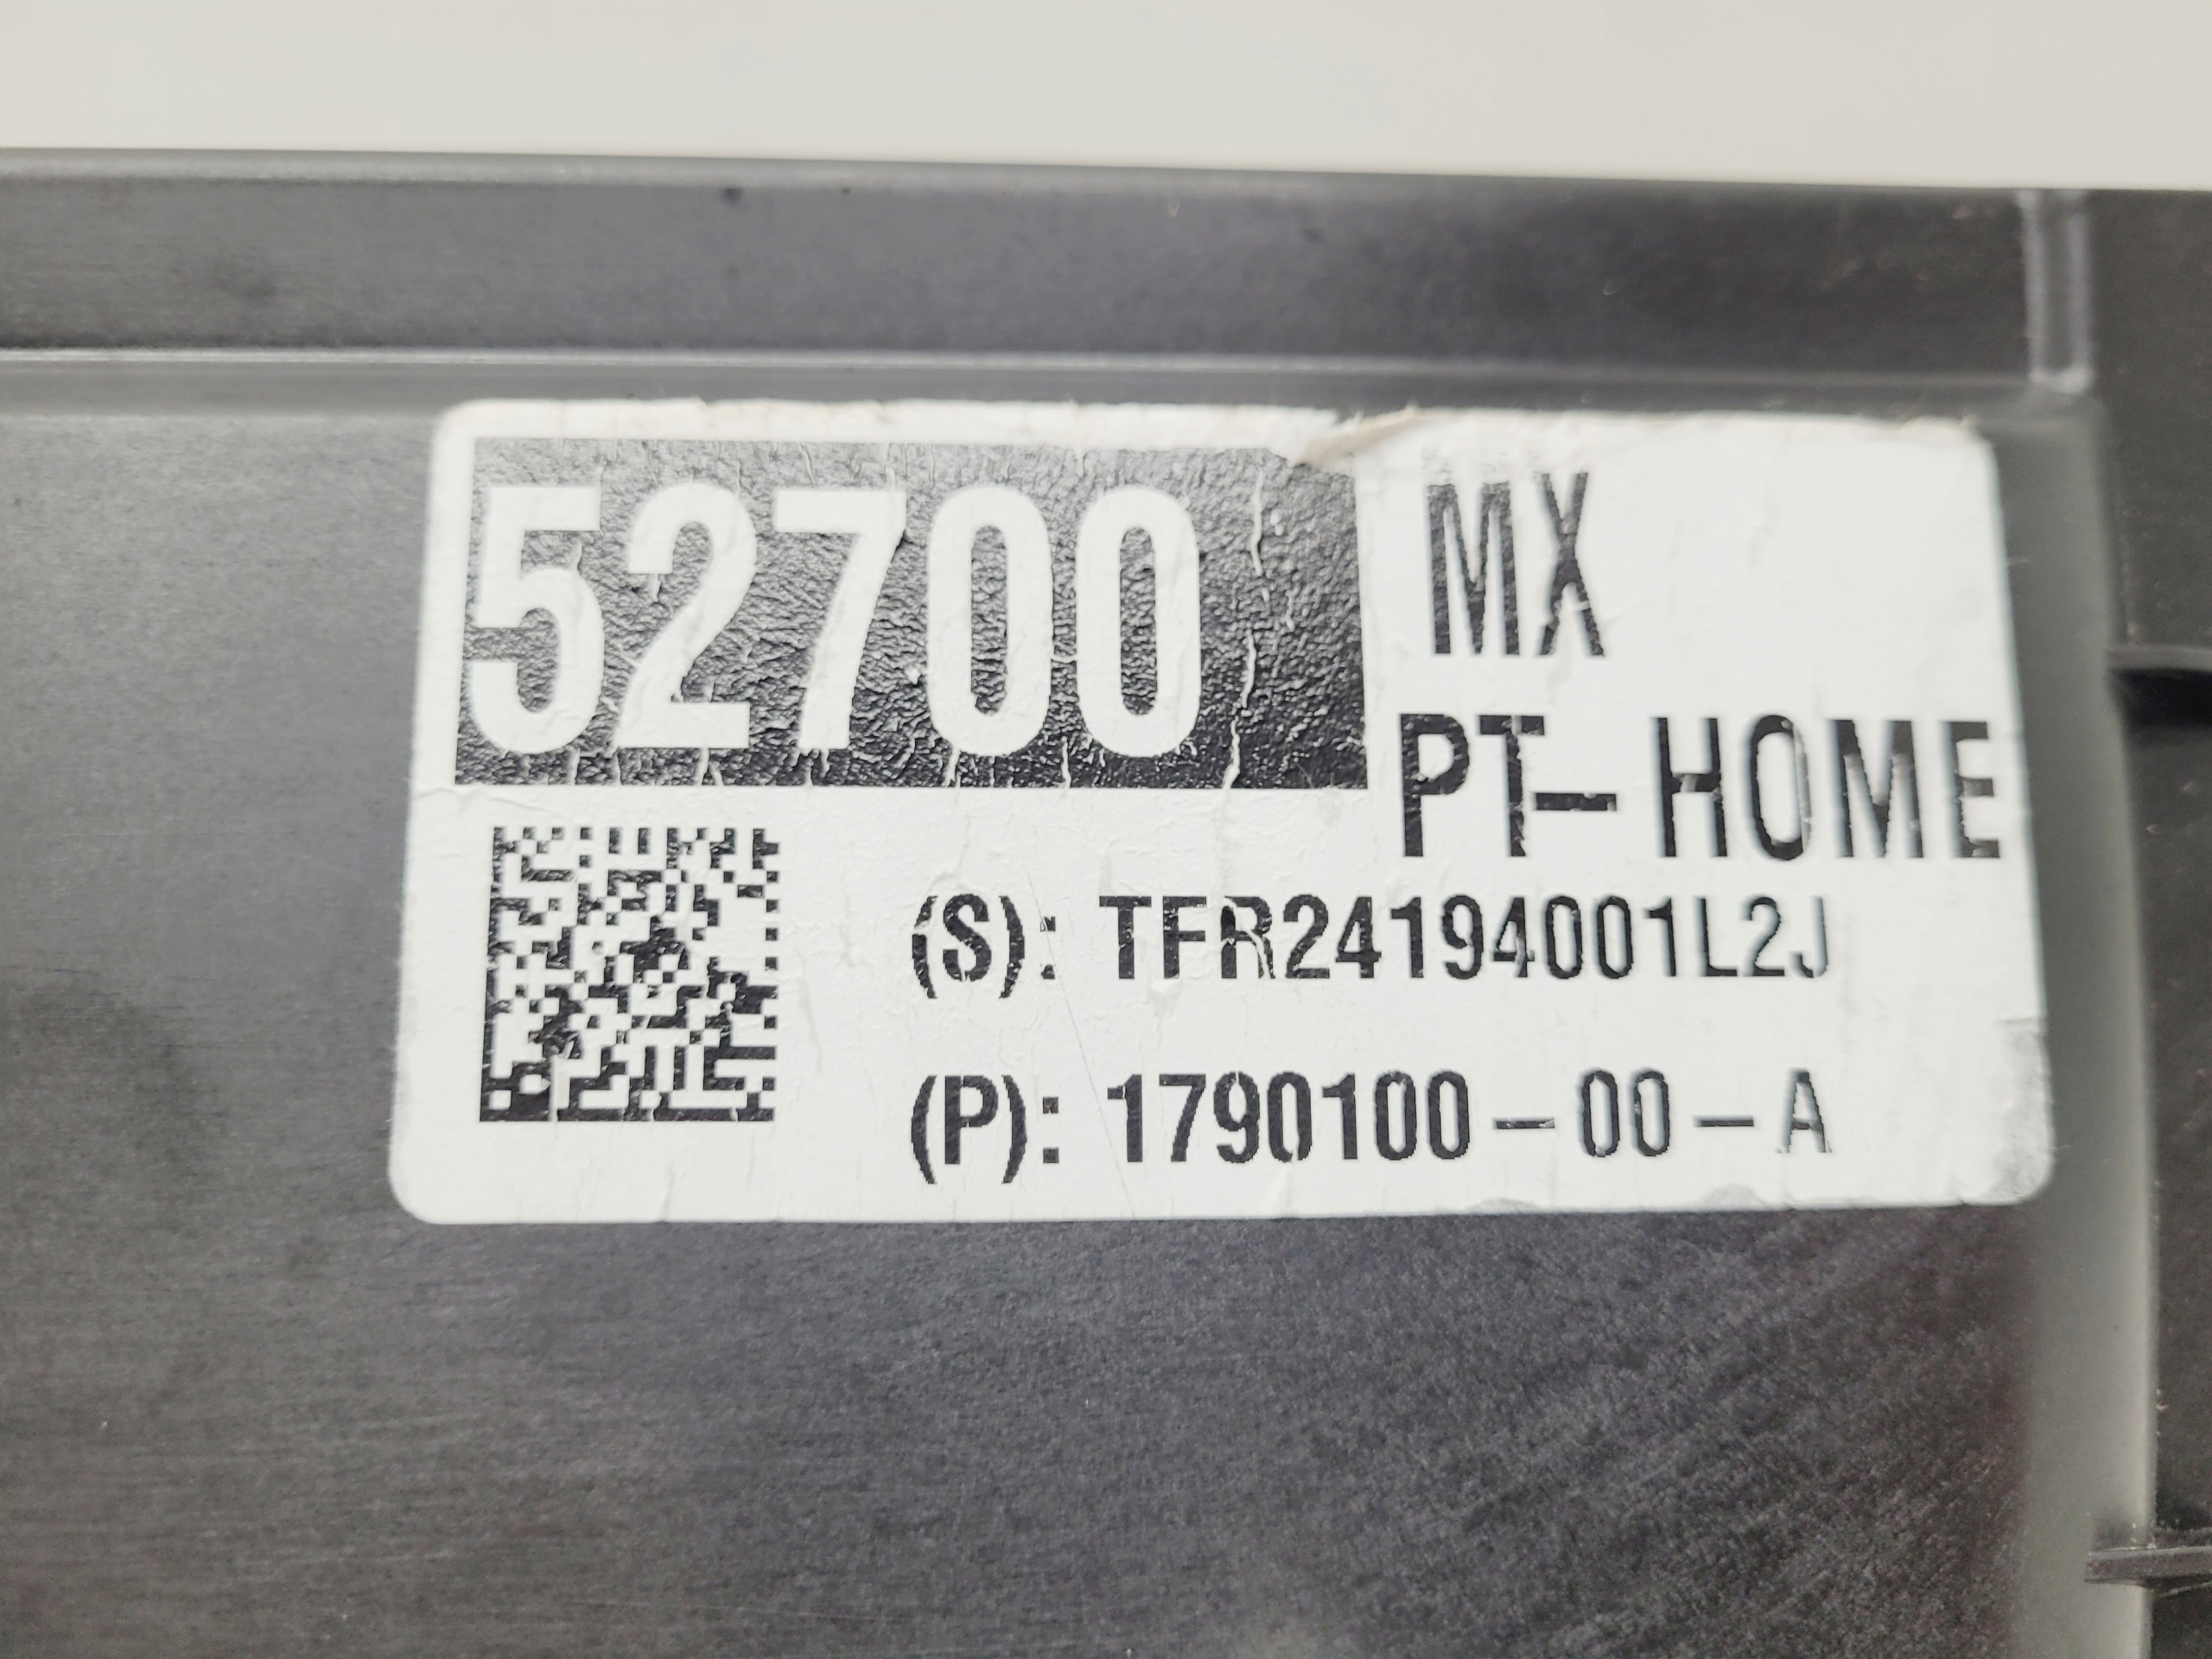 52700
MX
PT-HOME
(S): TFR24194001L2J
(P): 1790100-00-A